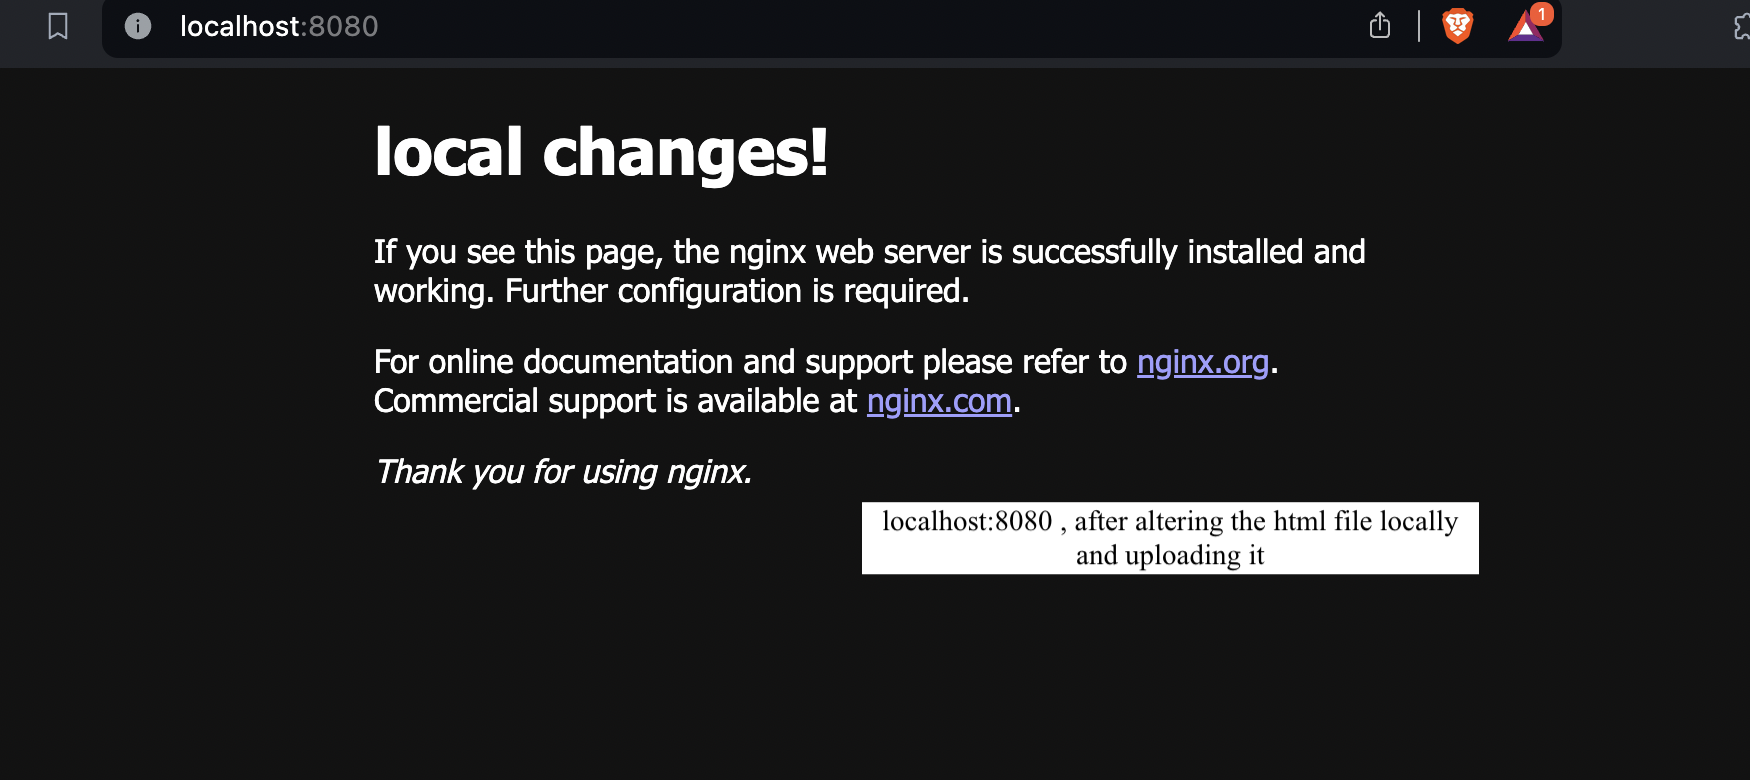 localhost:8080
1
local changes!
If you see this page, the nginx web server is successfully installed and
working. Further configuration is required.
For online documentation and support please refer to nginx.org.
Commercial support is available at nginx.com.
Thank you for using nginx.
localhost:8080 , after altering the html file locally
and uploading it